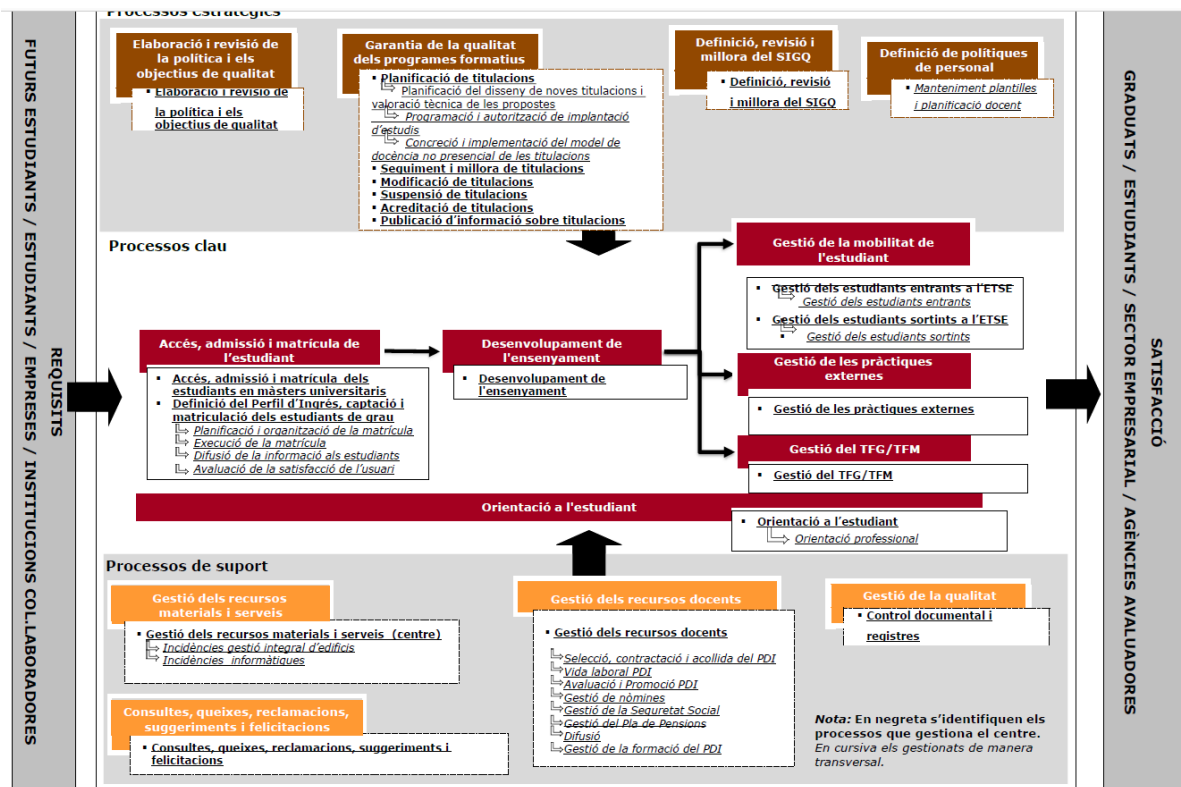 Processos estratègics
FUTURS ESTUDIANTS / ESTUDIANTS / EMPRESES / INSTITUCIONS COL.LABORADORES
REQUISITS
Elaboració i revisió de
la política i els
objectius de qualitat
▪ Elaboració i revisió de
la política i els
objectius de qualitat
Garantia de la qualitat
dels programes formatius
▪ Planificació de titulacions
Planificació del disseny de noves titulacions i
valoració tècnica de les propostes
Programació i autorització de implantació
d'estudis
Concreció i implementació del model de
docència no presencial de les titulacions
▪ Seguiment i millora de titulacions
▪ Modificació de titulacions
▪ Suspensió de titulacions
▪ Acreditació de titulacions
▪ Publicació d'informació sobre titulacions
Definició, revisió i
millora del SIGQ
▪ Definició, revisió
i millora del SIGQ
Definició de polítiques
de personal
▪ Manteniment plantilles
i planificació docent
Processos clau
Accés, admissió i matrícula de
l'estudiant
▪ Accés, admissió i matrícula dels
estudiants en màsters universitaris
▪ Definició del Perfil d'Ingrés, captació i
matriculació dels estudiants de grau
Planificació i organització de la matrícula
Execució de la matrícula
Difusió de la informació als estudiants
Avaluació de la satisfacció de l'usuari
Desenvolupament de
l'ensenyament
▪ Desenvolupament de
l'ensenyament
Gestió de la mobilitat de
l'estudiant
▪ Gestió dels estudiants entrants a l'ETSE
Gestió dels estudiants entrants
▪ Gestió dels estudiants sortints a l'ETSE
▪ Gestió dels estudiants sortints
Gestió de les pràctiques
externes
▪ Gestió de les pràctiques externes
Gestió del TFG/TFM
▪ Gestió del TFG/TFM
Orientació a l'estudiant
▪ Orientació a l'estudiant
Orientació professional
Processos de suport
Gestió dels recursos
materials i serveis
▪ Gestió dels recursos materials i serveis (centre)
Incidències gestió integral d'edificis
Incidències informàtiques
Consultes, queixes, reclamacions,
suggeriments i felicitacions
▪ Consultes, queixes, reclamacions, suggeriments i
felicitacions
Gestió dels recursos docents
▪ Gestió dels recursos docents
Selecció, contractació i acollida del PDI
Vida laboral PDI
Avaluació i Promoció PDI
Gestió de nòmines
Gestió de la Seguretat Social
Gestió del Pla de Pensions
Difusió
Gestió de la formació del PDI
Gestió de la qualitat
▪ Control documental i
registres
Nota: En negreta s'identifiquen els
processos que gestiona el centre.
En cursiva els gestionats de manera
transversal.
GRADUATS / ESTUDIANTS / SECTOR EMPRESARIAL / AGÈNCIES AVALUADORES
SATISFACCIÓ